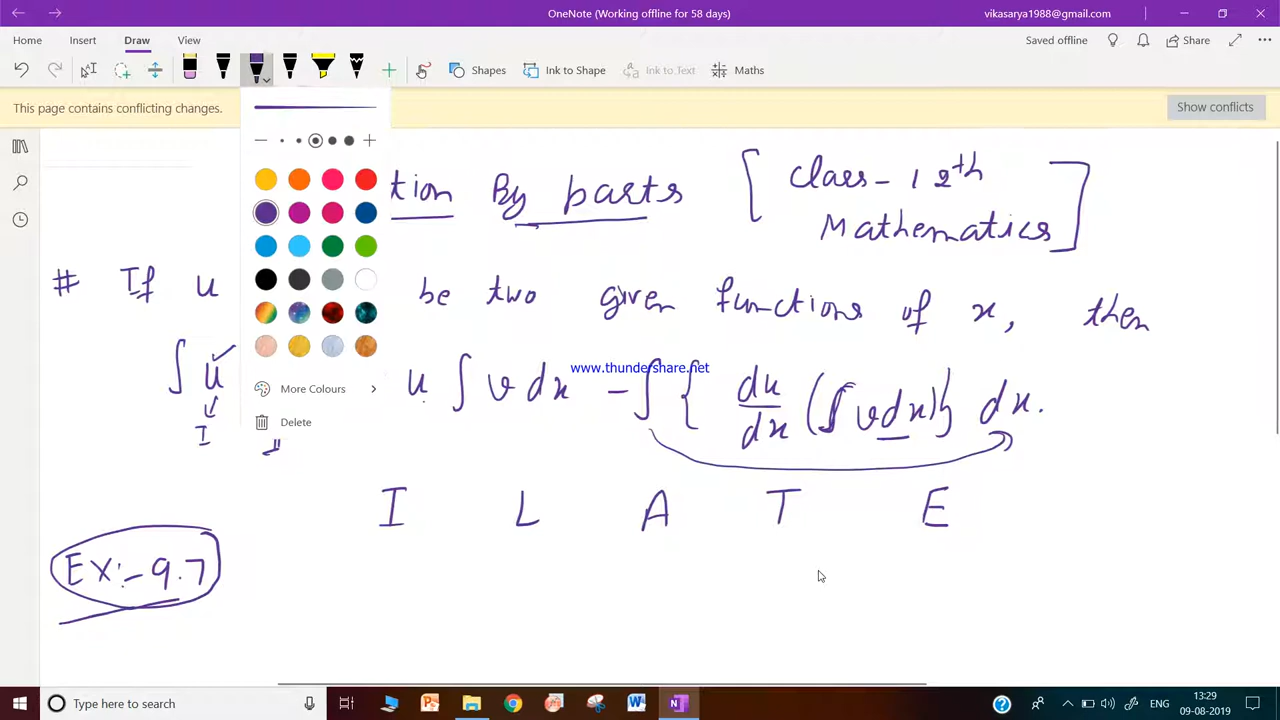 OneNote (Working offline for 58 days)
vikasarya1988@gmail.com
Home Insert Draw View
Saved offline
Share
Shapes
Ink to Shape
Ink to Text
Maths
This page contains conflicting changes.
Show conflicts
tion By parts [ Class - 12th
Mathematics ]
# If u be two given functions of x, then
∫ u u ∫ v dx - ∫ { du/dx (∫ v dx) } dx.
I
II
More Colours
Delete
www.thundershare.net
I L A T E
EX:- 9.7
Type here to search
ENG
13:29
09-08-2019